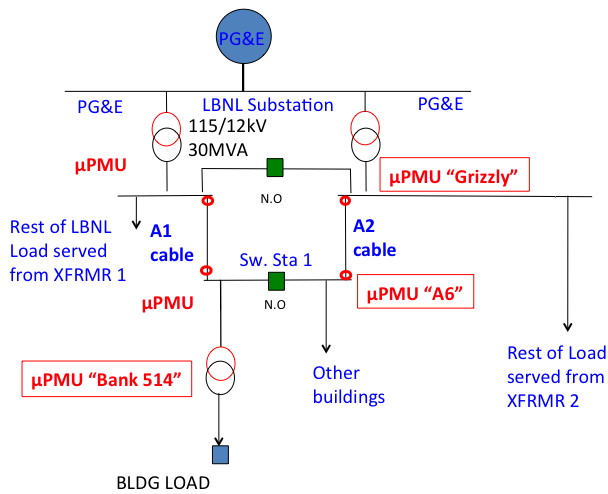 PG&E
PG&E
LBNL Substation
PG&E
115/12kV
30MVA
μPMU
μPMU “Grizzly”
N.O
Rest of LBNL
Load served
from XFRMR 1
A1
cable
A2
cable
Sw. Sta 1
μPMU
N.O
μPMU “A6”
μPMU “Bank 514”
Other
buildings
Rest of Load
served from
XFRMR 2
BLDG LOAD